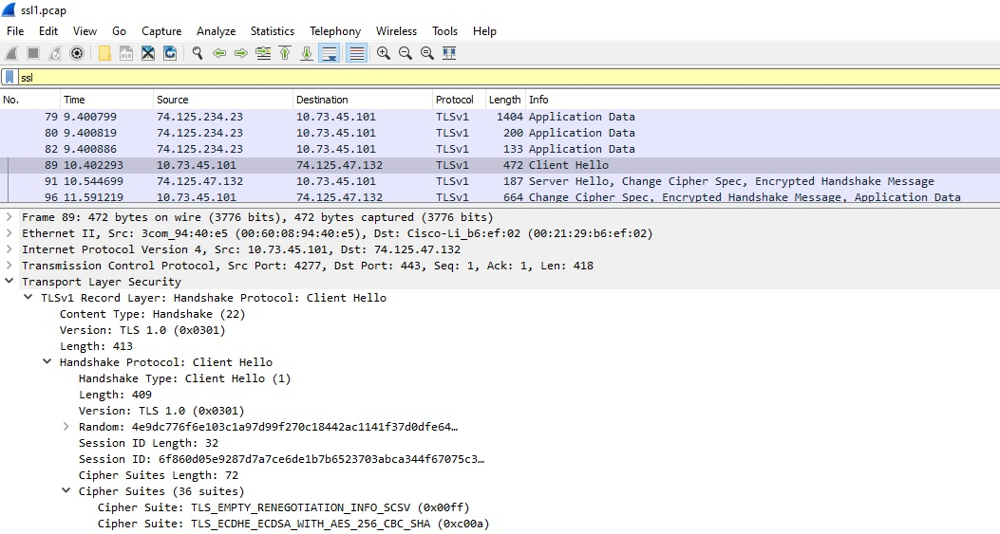 ssl1.pcap
File Edit View Go Capture Analyze Statistics Telephony Wireless Tools Help
ssl
No. Time Source Destination Protocol Length Info
79 9.400799 74.125.234.23 10.73.45.101 TLSv1 1404 Application Data
80 9.400819 74.125.234.23 10.73.45.101 TLSv1 200 Application Data
82 9.400886 74.125.234.23 10.73.45.101 TLSv1 133 Application Data
89 10.402293 10.73.45.101 74.125.47.132 TLSv1 472 Client Hello
91 10.544699 74.125.47.132 10.73.45.101 TLSv1 187 Server Hello, Change Cipher Spec, Encrypted Handshake Message
96 11.591219 10.73.45.101 74.125.47.132 TLSv1 664 Change Cipher Spec, Encrypted Handshake Message, Application Data
Frame 89: 472 bytes on wire (3776 bits), 472 bytes captured (3776 bits)
Ethernet II, Src: 3com_94:40:e5 (00:60:08:94:40:e5), Dst: Cisco-Li_b6:ef:02 (00:21:29:b6:ef:02)
Internet Protocol Version 4, Src: 10.73.45.101, Dst: 74.125.47.132
Transmission Control Protocol, Src Port: 4277, Dst Port: 443, Seq: 1, Ack: 1, Len: 418
Transport Layer Security
TLSv1 Record Layer: Handshake Protocol: Client Hello
Content Type: Handshake (22)
Version: TLS 1.0 (0x0301)
Length: 413
Handshake Protocol: Client Hello
Handshake Type: Client Hello (1)
Length: 409
Version: TLS 1.0 (0x0301)
Random: 4e9dc776f6e103c1a97d99f270c18442ac1141f37d0dfe64…
Session ID Length: 32
Session ID: 6f860d05e9287d7a7ce6de1b7b6523703abca344f67075c3…
Cipher Suites Length: 72
Cipher Suites (36 suites)
Cipher Suite: TLS_EMPTY_RENEGOTIATION_INFO_SCSV (0x00ff)
Cipher Suite: TLS_ECDHE_ECDSA_WITH_AES_256_CBC_SHA (0xc00a)